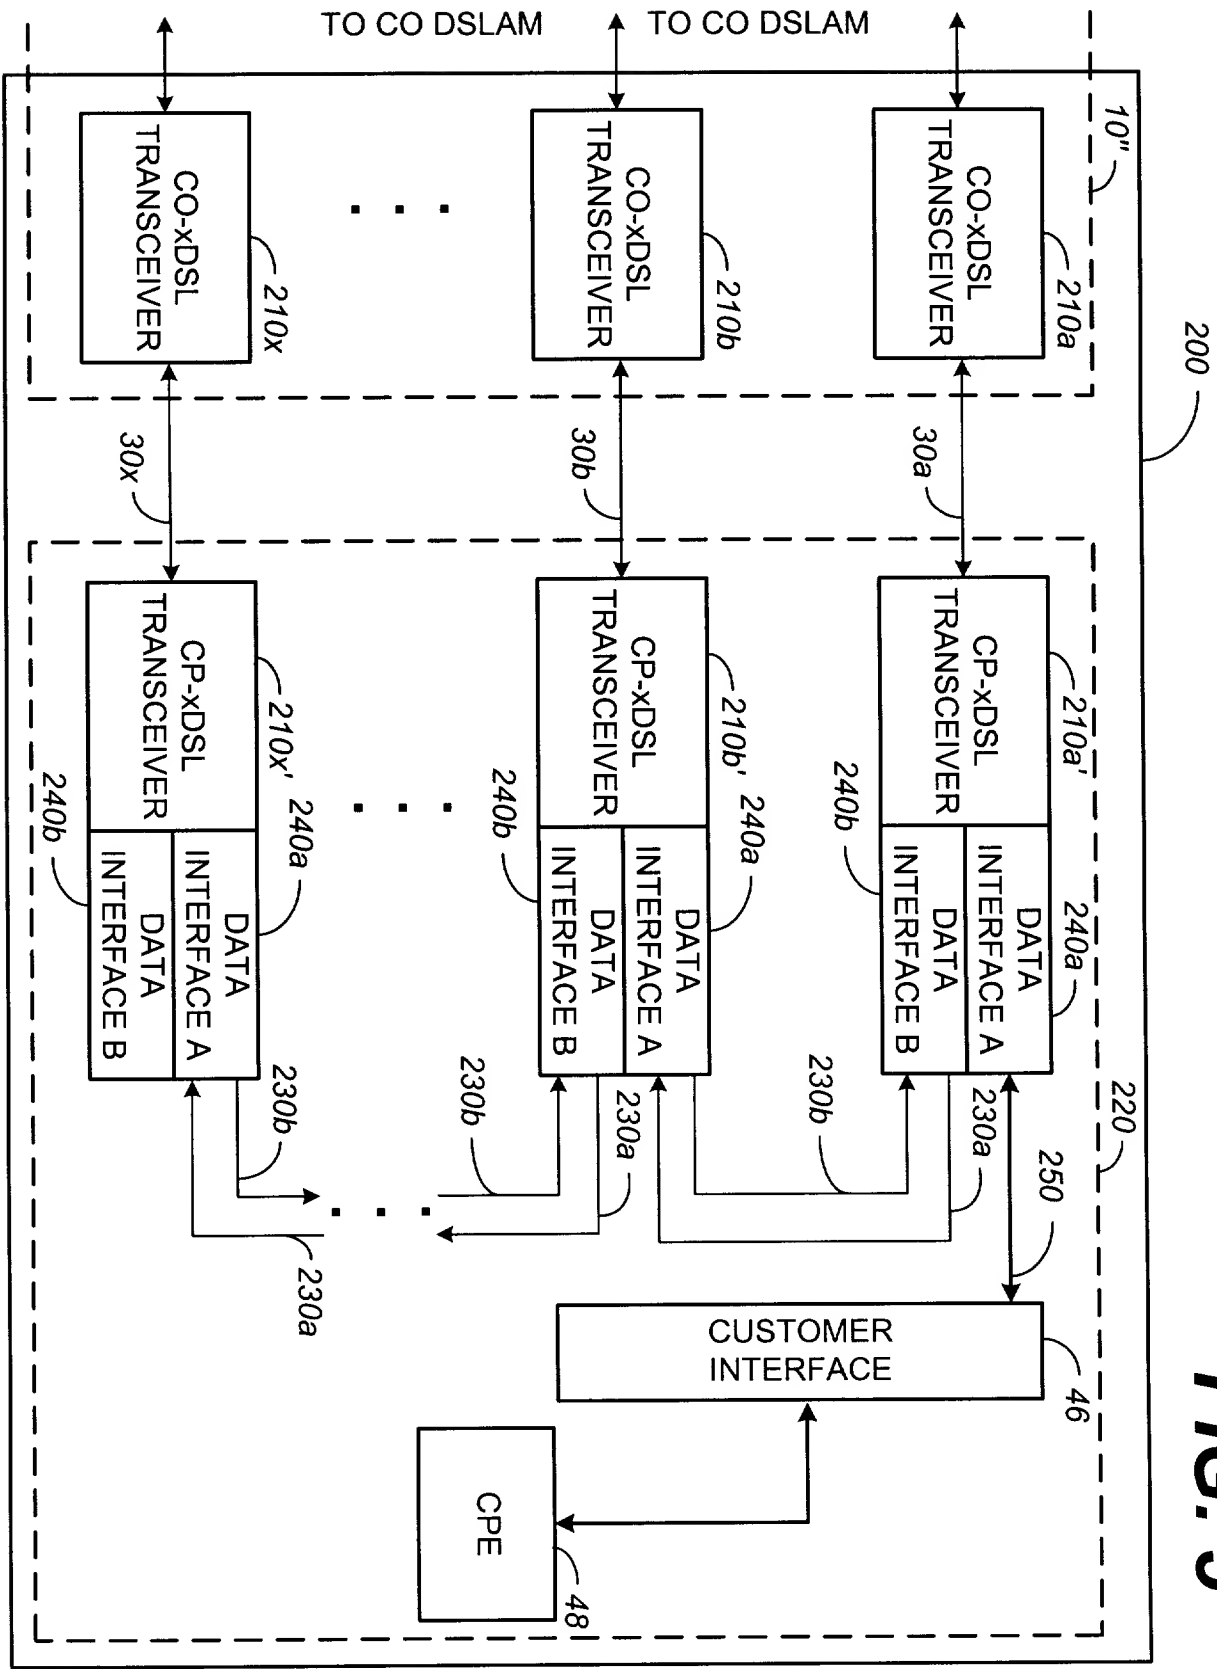 FIG.
200
10"
220
210a
30a
210a'
240a
250
46
CO-xDSL
TRANSCEIVER
CP-xDSL
TRANSCEIVER
DATA
INTERFACE A
DATA
INTERFACE B
240b
230a
230b
CUSTOMER
INTERFACE
TO CO DSLAM
210b
30b
210b'
240a
CO-xDSL
TRANSCEIVER
CP-xDSL
TRANSCEIVER
DATA
INTERFACE A
DATA
INTERFACE B
240b
230a
230b
48
CPE
TO CO DSLAM
. . .
. . .
. . .
210x
30x
210x'
240a
230b
230a
CO-xDSL
TRANSCEIVER
CP-xDSL
TRANSCEIVER
DATA
INTERFACE A
DATA
INTERFACE B
240b